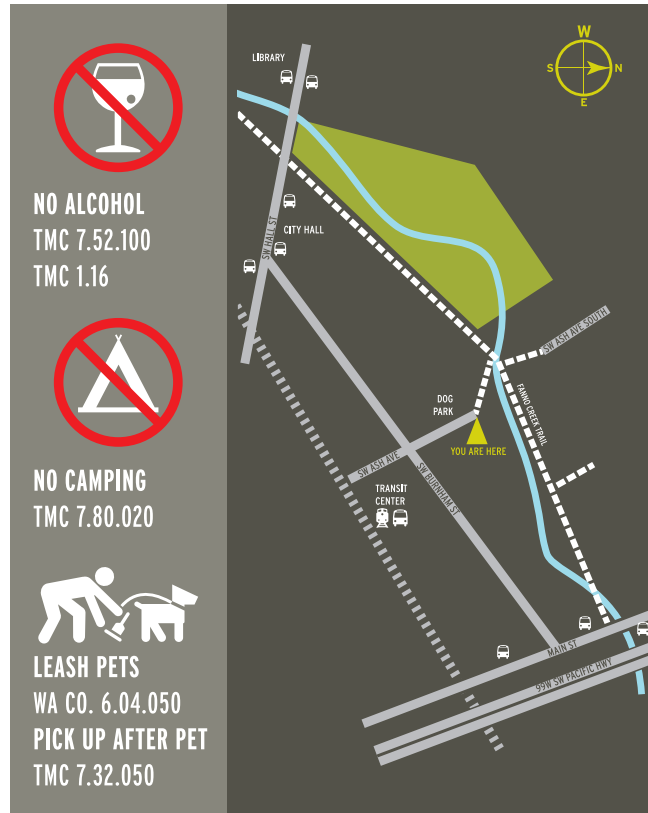 NO ALCOHOL
TMC 7.52.100
TMC 1.16
NO CAMPING
TMC 7.80.020
LEASH PETS
WA CO. 6.04.050
PICK UP AFTER PET
TMC 7.32.050
W
S
N
E
LIBRARY
SW HALL ST
CITY HALL
SW ASH AVE SOUTH
DOG
PARK
FANNO CREEK TRAIL
YOU ARE HERE
SW ASH AVE
SW BURNHAM ST
TRANSIT
CENTER
MAIN ST
99W SW PACIFIC HWY